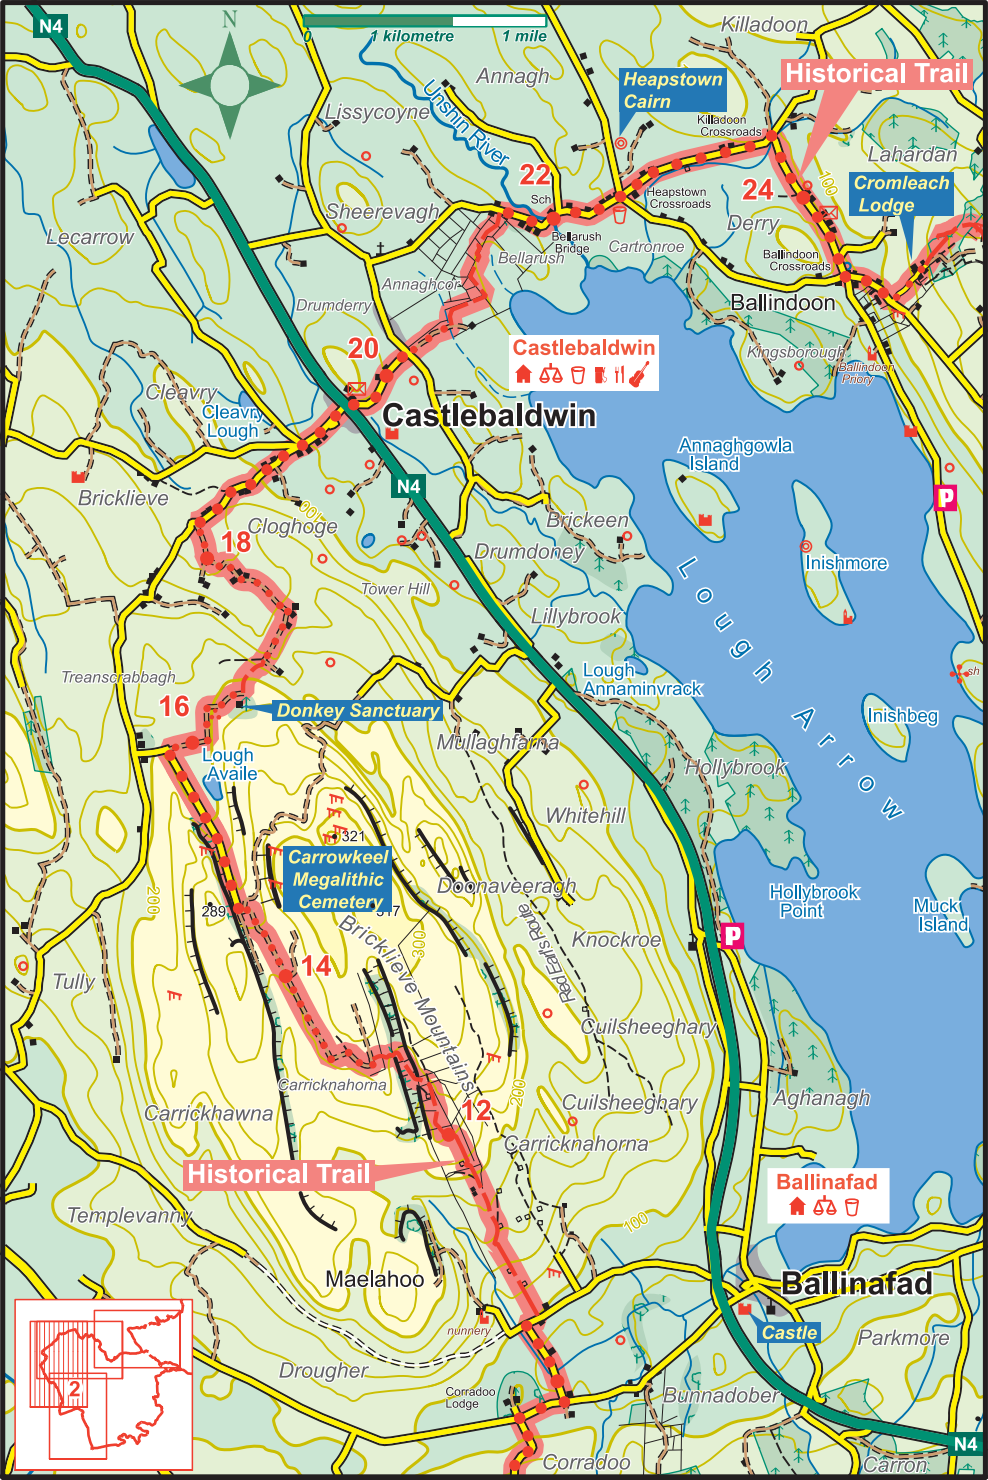 N4
N
0
1 kilometre
1 mile
Killadoon
Annagh
Historical Trail
Heapstown
Cairn
Unshin River
Lissycoyne
Killadoon
Crossroads
Lahardan
100
22
24
Cromleach
Lodge
Sch
Heapstown
Crossroads
Sheerevagh
Derry
Lecarrow
Bellarush
Bridge
Cartronroe
Bellarush
Ballindoon
Crossroads
Annaghcor
Drumderry
Ballindoon
20
Castlebaldwin
Kingsborough
Ballindoon
Priory
Cleavry
Cleavry
Lough
Castlebaldwin
Annaghgowla
Island
N4
P
Bricklieve
100
Cloghoge
Brickeen
18
Drumdoney
Inishmore
Tower Hill
Lillybrook
Lough Arrow
Treanscrabbagh
Lough
Annaminvrack
sh
16
Donkey Sanctuary
Inishbeg
Mullaghfarna
Lough
Availe
Hollybrook
Whitehill
321
Carrowkeel
Megalithic
Cemetery
Doonaveeragh
Hollybrook
Point
200
289
317
Muck
Island
Bricklieve Mountains
300
Red Earl's Route
Knockroe
P
14
Tully
Cuilsheeghary
Carricknahorna
200
Aghanagh
Carrickhawna
12
Cuilsheeghary
Carricknahorna
Historical Trail
Ballinafad
Templevanny
100
Maelahoo
Ballinafad
nunnery
Castle
Parkmore
Drougher
2
Corradoo
Lodge
Bunnadober
N4
Corradoo
Carron